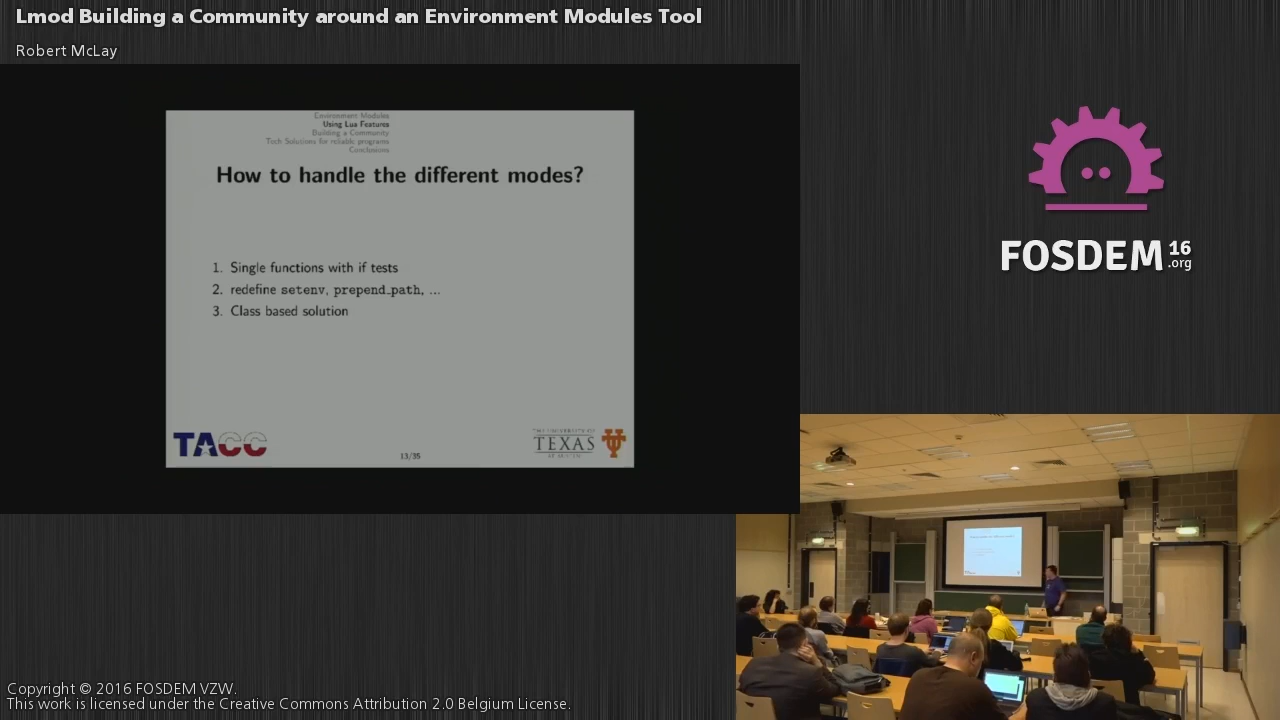 Lmod Building a Community around an Environment Modules Tool
Robert McLay
Environment Modules
Using Lua Features
Building a Community
Tech Solutions for reliable programs
Conclusions
How to handle the different modes?
1. Single functions with if tests
2. redefine setenv, prepend_path, ...
3. Class based solution
TACC
THE UNIVERSITY OF
TEXAS
AT AUSTIN
13/35
FOSDEM 16
.org
Copyright © 2016 FOSDEM VZW.
This work is licensed under the Creative Commons Attribution 2.0 Belgium License.